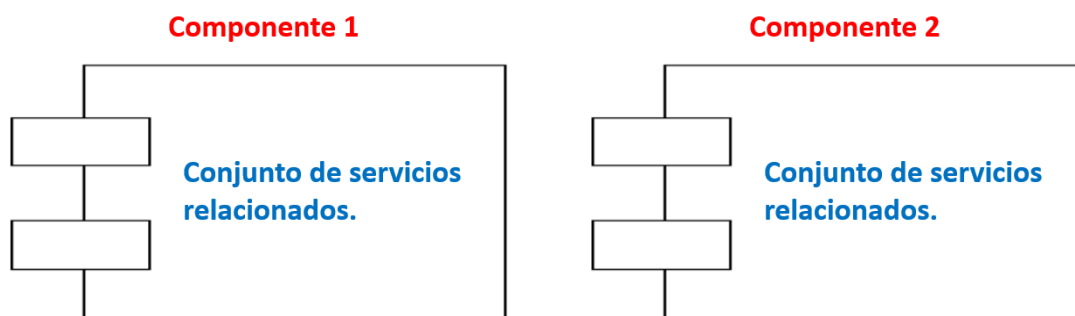 Componente 1
Componente 2
Conjunto de servicios
relacionados.
Conjunto de servicios
relacionados.